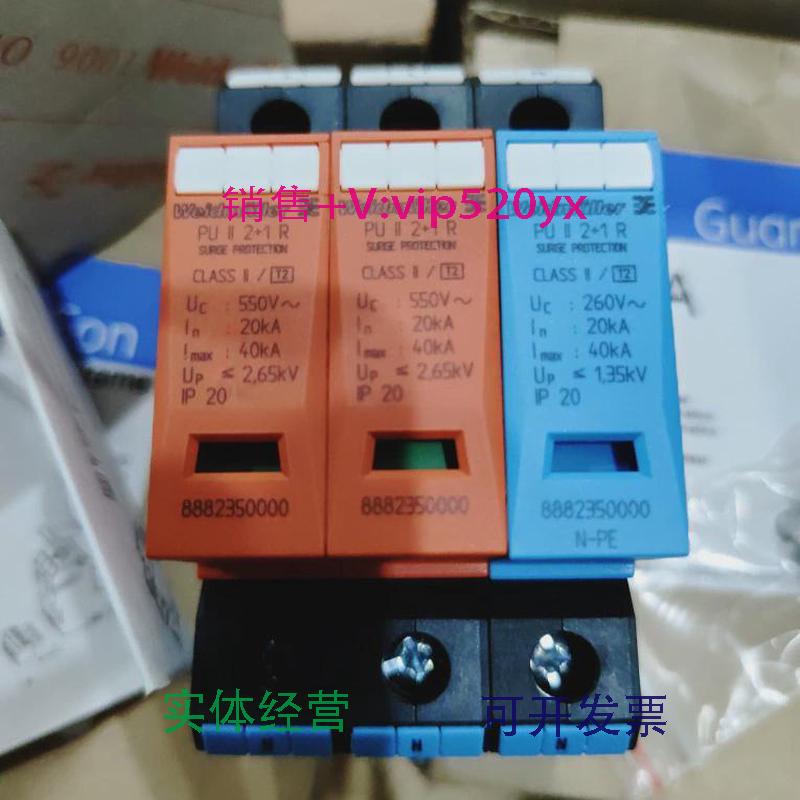 9001
销售+V:vip520yx
PU II 2+1 R
SURGE PROTECTION
CLASS II / T2
Uc : 550V~
In : 20kA
Imax : 40kA
Up ≤ 2,65kV
IP 20
8882350000
PU II 2+1 R
SURGE PROTECTION
CLASS II / T2
Uc : 550V~
In : 20kA
Imax : 40kA
Up ≤ 2,65kV
IP 20
8882350000
Weidmüller
PU II 2+1 R
SURGE PROTECTION
CLASS II / T2
Uc : 260V~
In : 20kA
Imax : 40kA
Up ≤ 1,35kV
IP 20
8882350000
N-PE
Guar
实体经营
可开发票
N
N
N